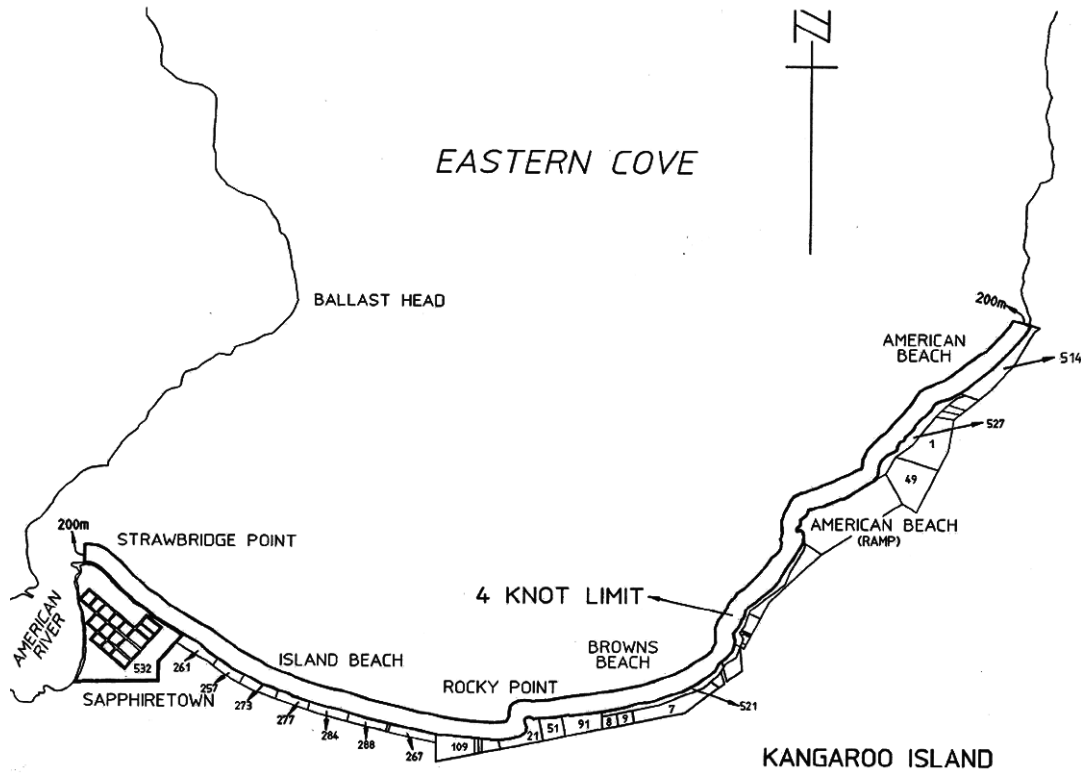 N
EASTERN COVE
BALLAST HEAD
200m
AMERICAN
BEACH
514
527
1
49
200m
STRAWBRIDGE POINT
AMERICAN BEACH
(RAMP)
4 KNOT LIMIT
AMERICAN
RIVER
BROWNS
BEACH
ISLAND BEACH
532
261
SAPPHIRETOWN
257
273
277
284
288
267
ROCKY POINT
109
21
51
91
8
9
7
521
KANGAROO ISLAND